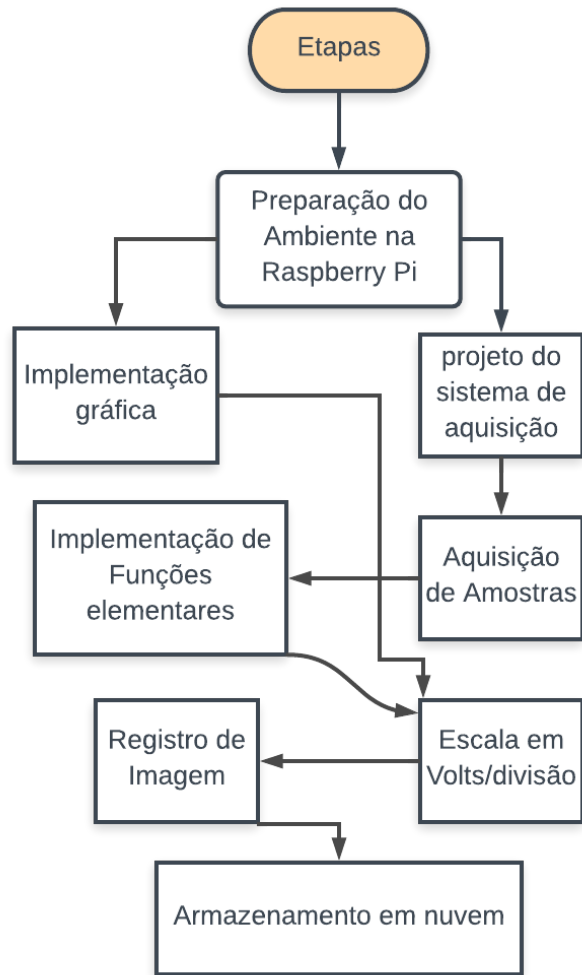 Etapas
Preparação do
Ambiente na
Raspberry Pi
Implementação
gráfica
projeto do
sistema de
aquisição
Implementação de
Funções
elementares
Aquisição
de Amostras
Registro de
Imagem
Escala em
Volts/divisão
Armazenamento em nuvem